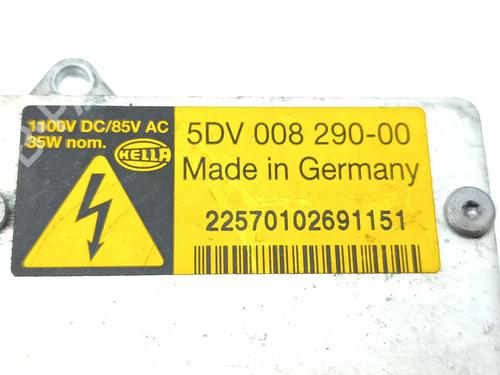 1100V DC/85V AC
35W nom.
HELLA
5DV 008 290-00
Made in Germany
22570102691151